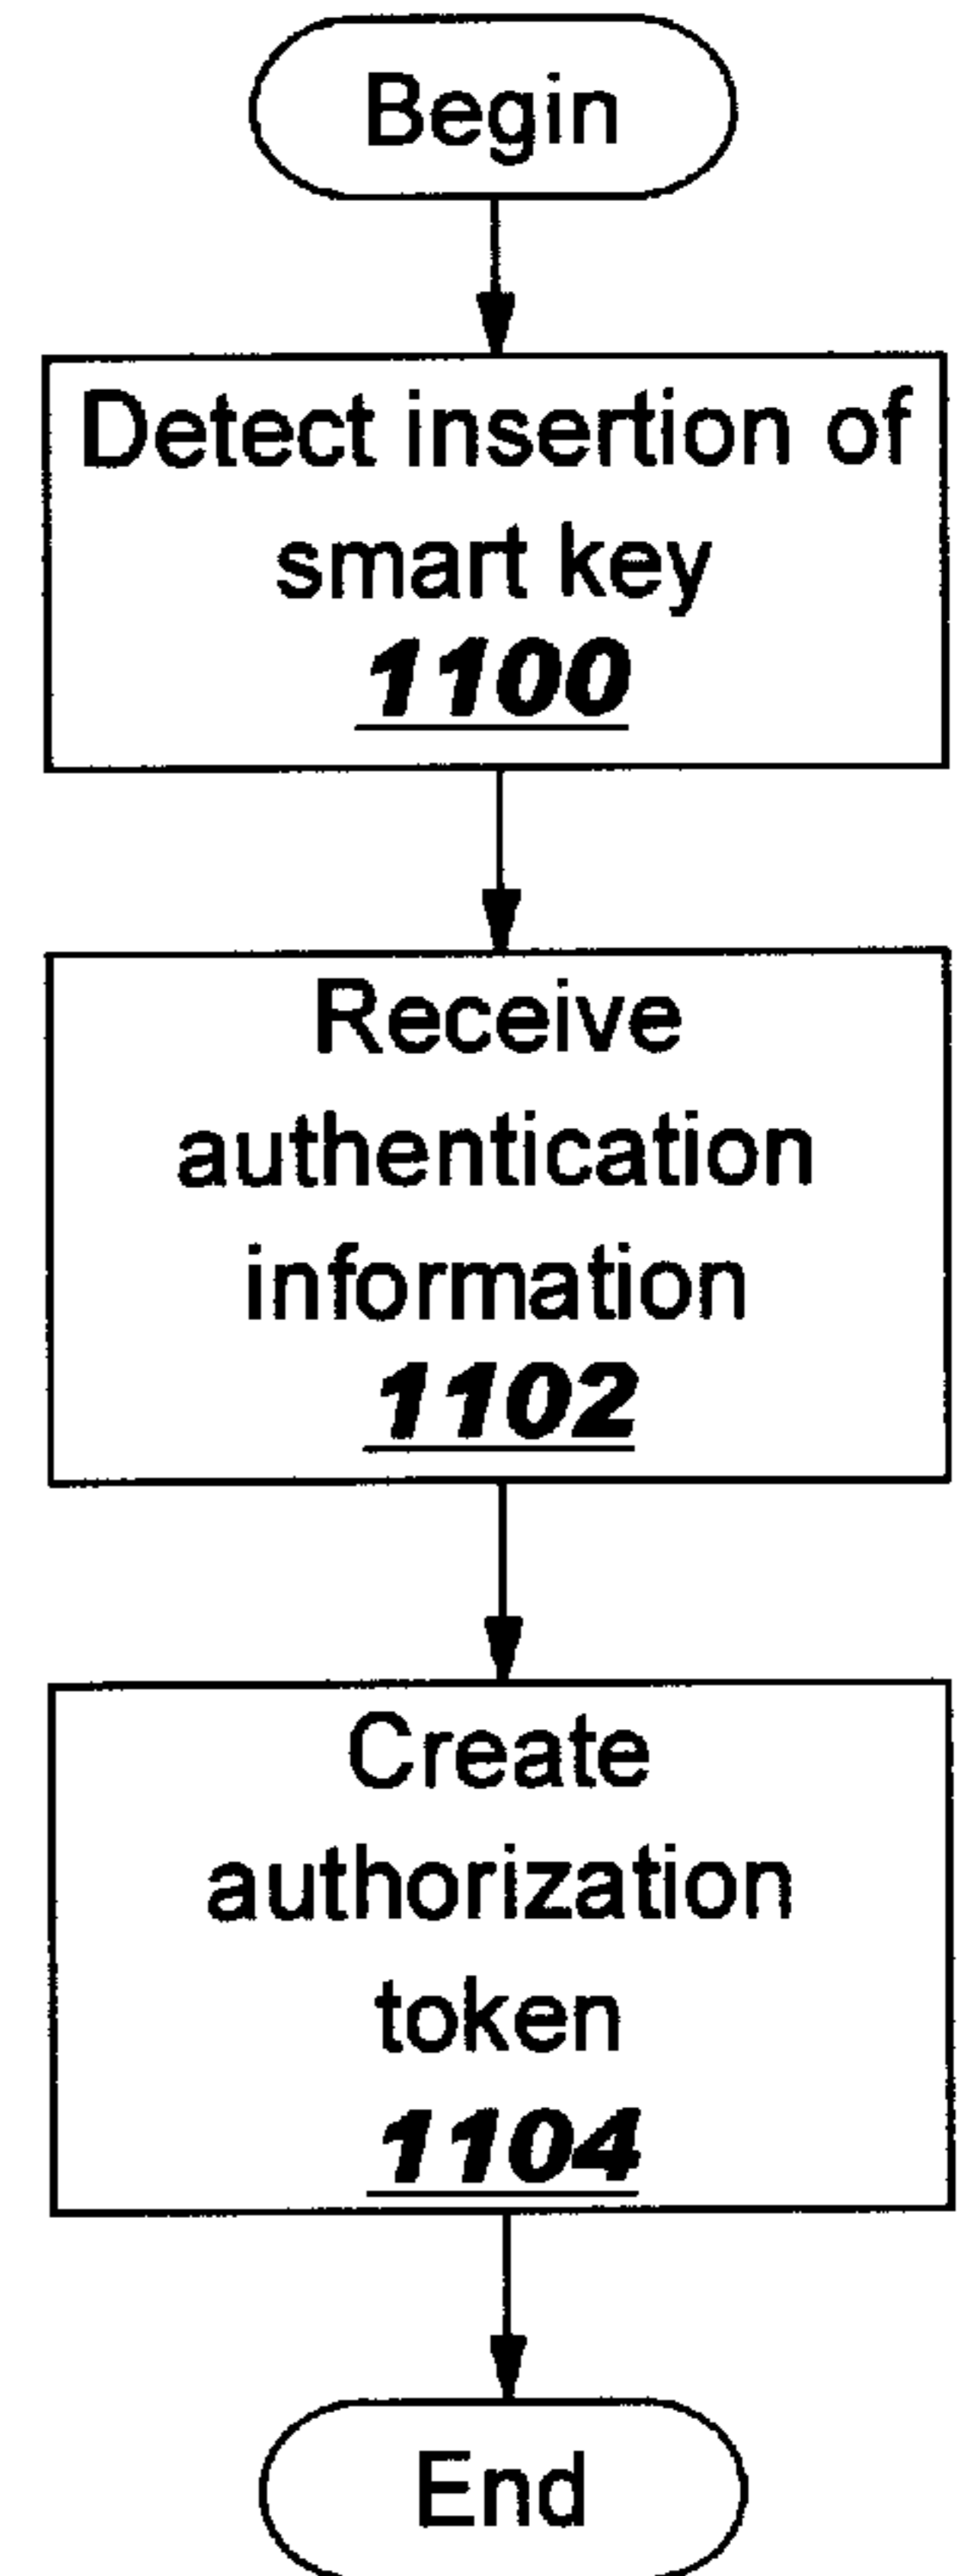 Begin
Detect insertion of
smart key
1100
Receive
authentication
information
1102
Create
authorization
token
1104
End